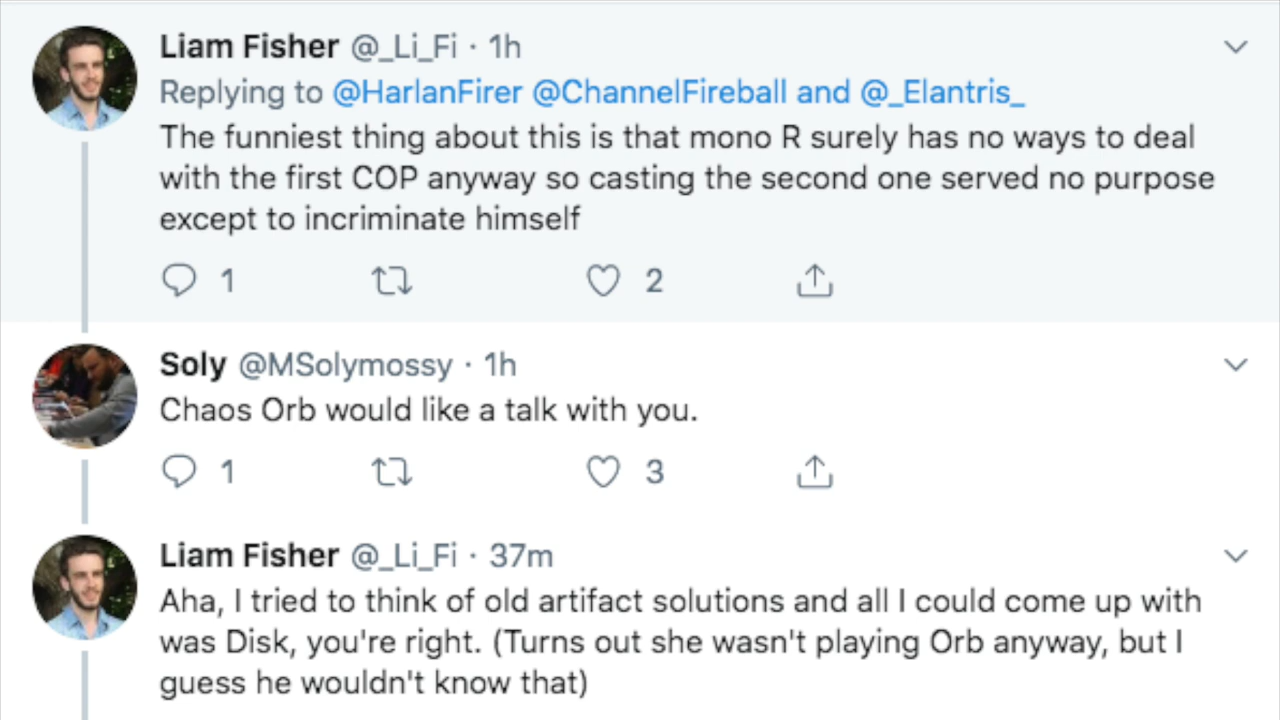 Liam Fisher @_Li_Fi · 1h
Replying to @HarlanFirer @ChannelFireball and @_Elantris_
The funniest thing about this is that mono R surely has no ways to deal
with the first COP anyway so casting the second one served no purpose
except to incriminate himself
1 2
Soly @MSolymossy · 1h
Chaos Orb would like a talk with you.
1 3
Liam Fisher @_Li_Fi · 37m
Aha, I tried to think of old artifact solutions and all I could come up with
was Disk, you're right. (Turns out she wasn't playing Orb anyway, but I
guess he wouldn't know that)